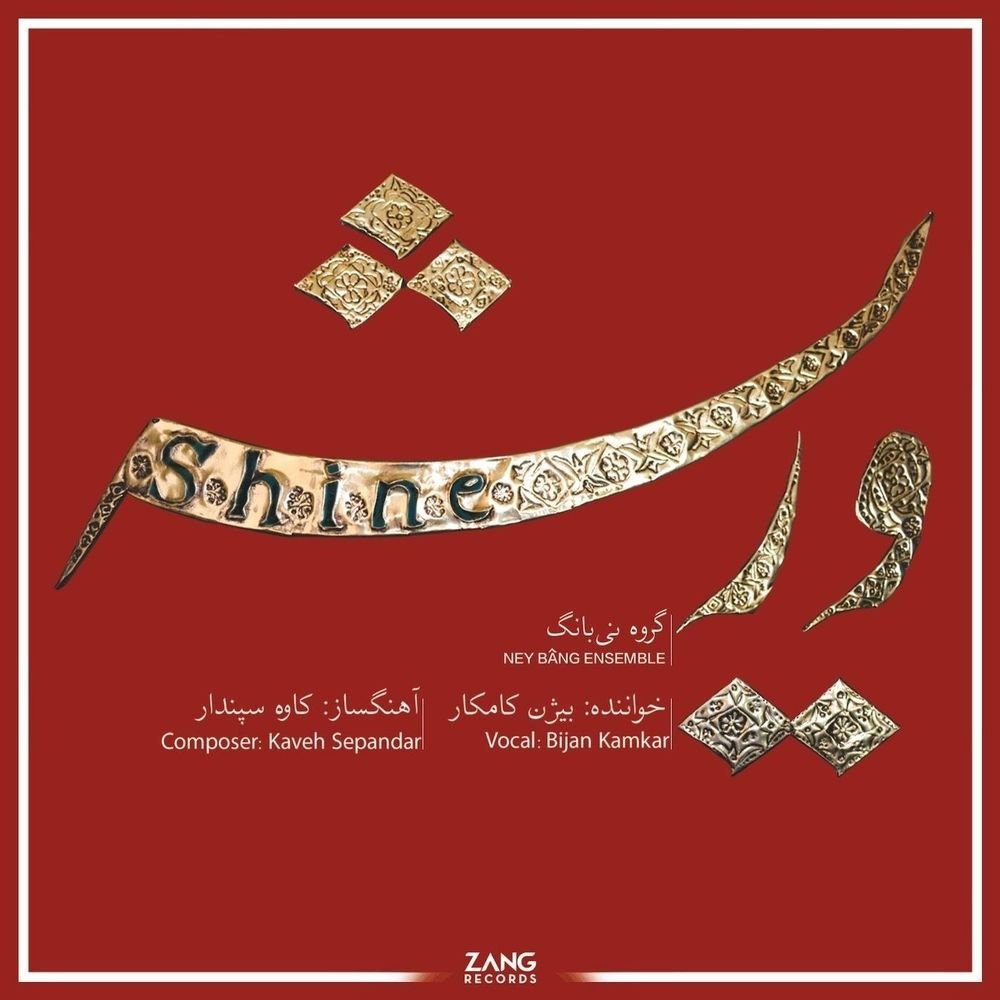 Shine
گروه نی‌بانگ
NEY BÂNG ENSEMBLE
خواننده: بیژن کامکار
Vocal: Bijan Kamkar
آهنگساز: کاوه سپندار
Composer: Kaveh Sepandar
ZANG
RECORDS